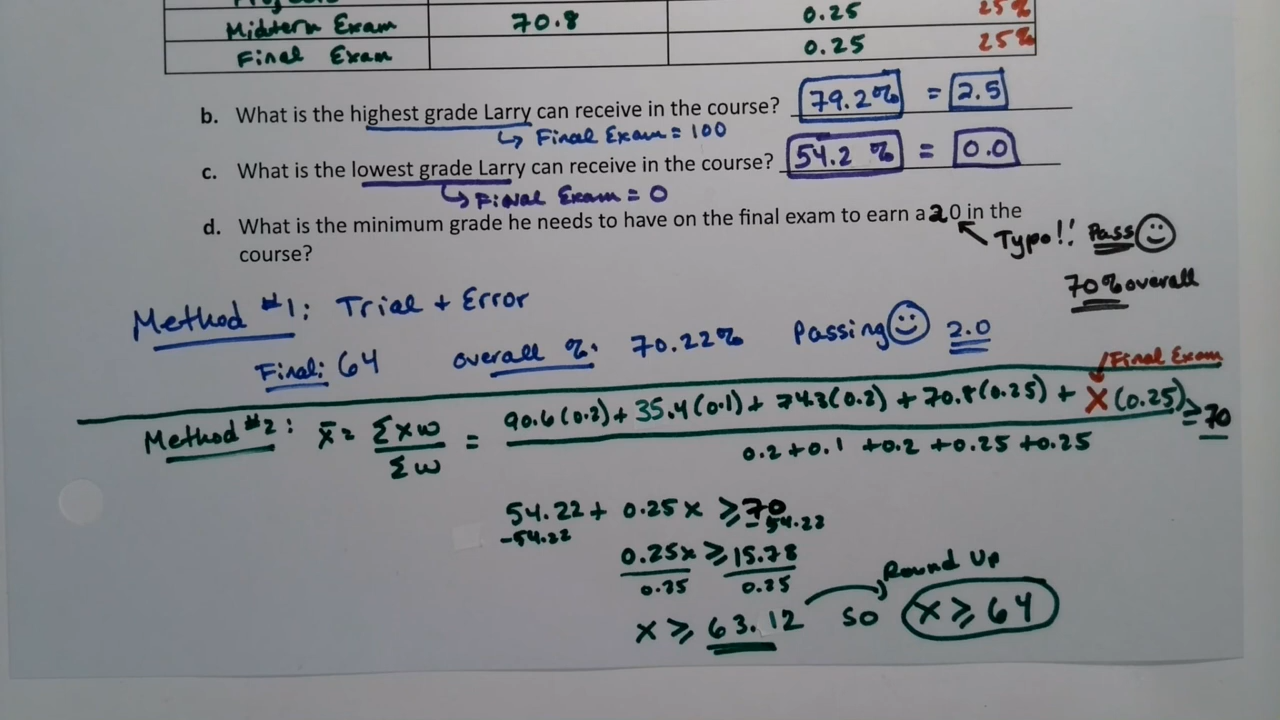 Midterm Exam 70.8 0.25 25%
Final Exam 0.25 25%
b. What is the highest grade Larry can receive in the course? 79.2% = 2.5
↳ Final Exam = 100
c. What is the lowest grade Larry can receive in the course? 54.2 % = 0.0
↳ Final Exam = 0
d. What is the minimum grade he needs to have on the final exam to earn a 2.0 in the
course?
Typo!! Pass
70% overall
Method #1: Trial + Error
Final: 64 overall %: 70.22% Passing 2.0
Final Exam
Method #2: x̄ = Σxw = 90.6(0.2) + 35.4(0.1) + 74.3(0.2) + 70.8(0.25) + X(0.25) ≥ 70
Σw 0.2 + 0.1 + 0.2 + 0.25 + 0.25
54.22 + 0.25x ≥ 70
-54.22 - 54.22
0.25x ≥ 15.78
0.25 0.25
Round Up
x ≥ 63.12 so x ≥ 64